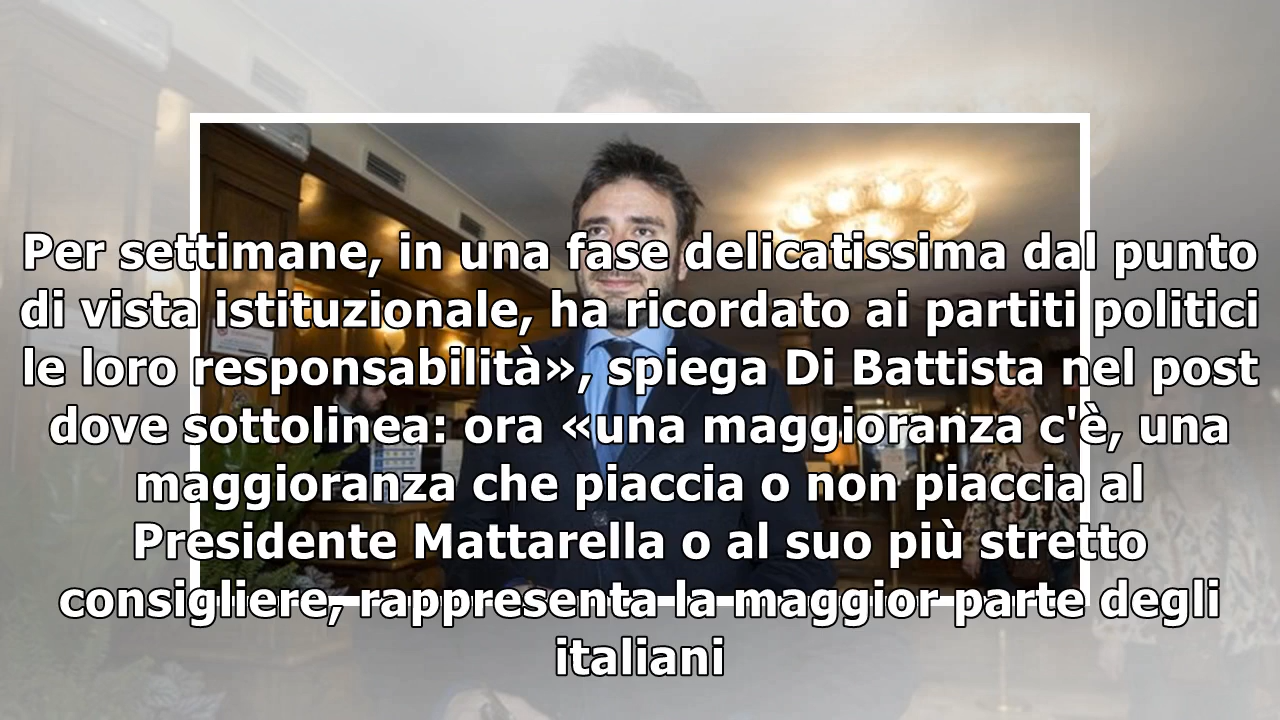 Per settimane, in una fase delicatissima dal punto
di vista istituzionale, ha ricordato ai partiti politici
le loro responsabilità», spiega Di Battista nel post
dove sottolinea: ora «una maggioranza c'è, una
maggioranza che piaccia o non piaccia al
Presidente Mattarella o al suo più stretto
consigliere, rappresenta la maggior parte degli
italiani